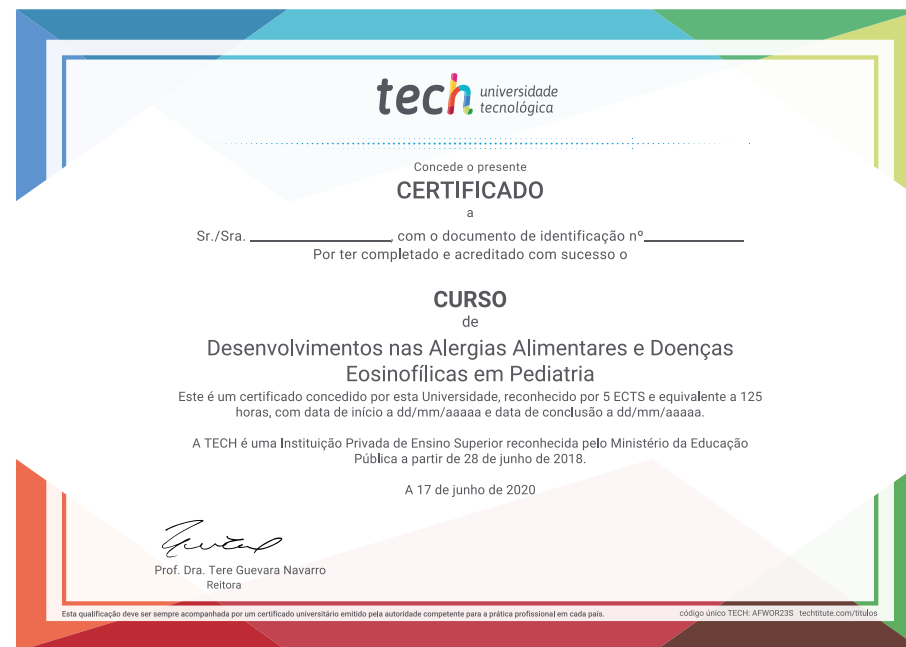 tech universidade
tecnológica
Concede o presente
CERTIFICADO
a
Sr./Sra. , com o documento de identificação nº
Por ter completado e acreditado com sucesso o
CURSO
de
Desenvolvimentos nas Alergias Alimentares e Doenças
Eosinofílicas em Pediatria
Este é um certificado concedido por esta Universidade, reconhecido por 5 ECTS e equivalente a 125
horas, com data de início a dd/mm/aaaaa e data de conclusão a dd/mm/aaaaa.
A TECH é uma Instituição Privada de Ensino Superior reconhecida pelo Ministério da Educação
Pública a partir de 28 de junho de 2018.
A 17 de junho de 2020
Prof. Dra. Tere Guevara Navarro
Reitora
Esta qualificação deve ser sempre acompanhada por um certificado universitário emitido pela autoridade competente para a prática profissional em cada país.
código único TECH: AFWOR23S techtitute.com/titulos